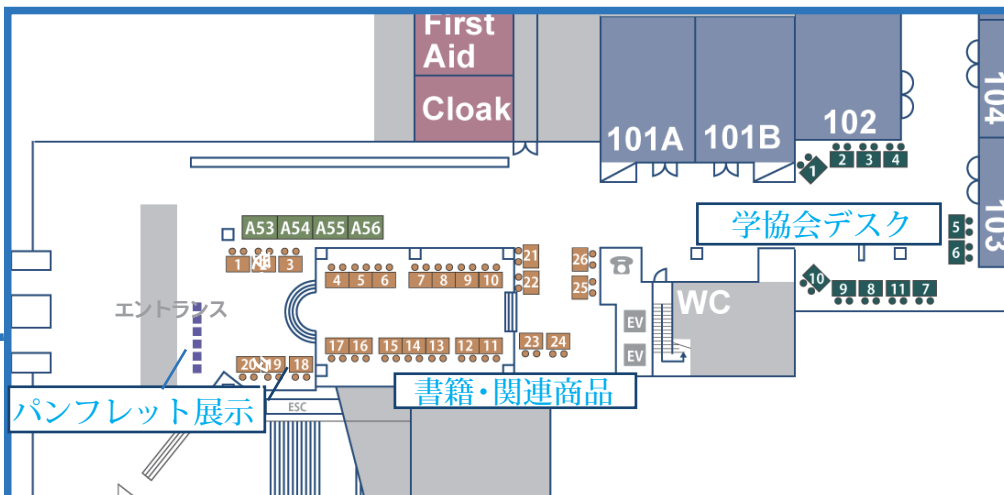 First
Aid
Cloak
101A
101B
102
104
103
1
2
3
4
学協会デスク
5
6
10
9
8
11
7
A53
A54
A55
A56
1
3
4
5
6
7
8
9
10
21
22
26
25
エントランス
WC
EV
EV
17
16
15
14
13
12
11
23
24
20
19
18
パンフレット展示
書籍・関連商品
ESC